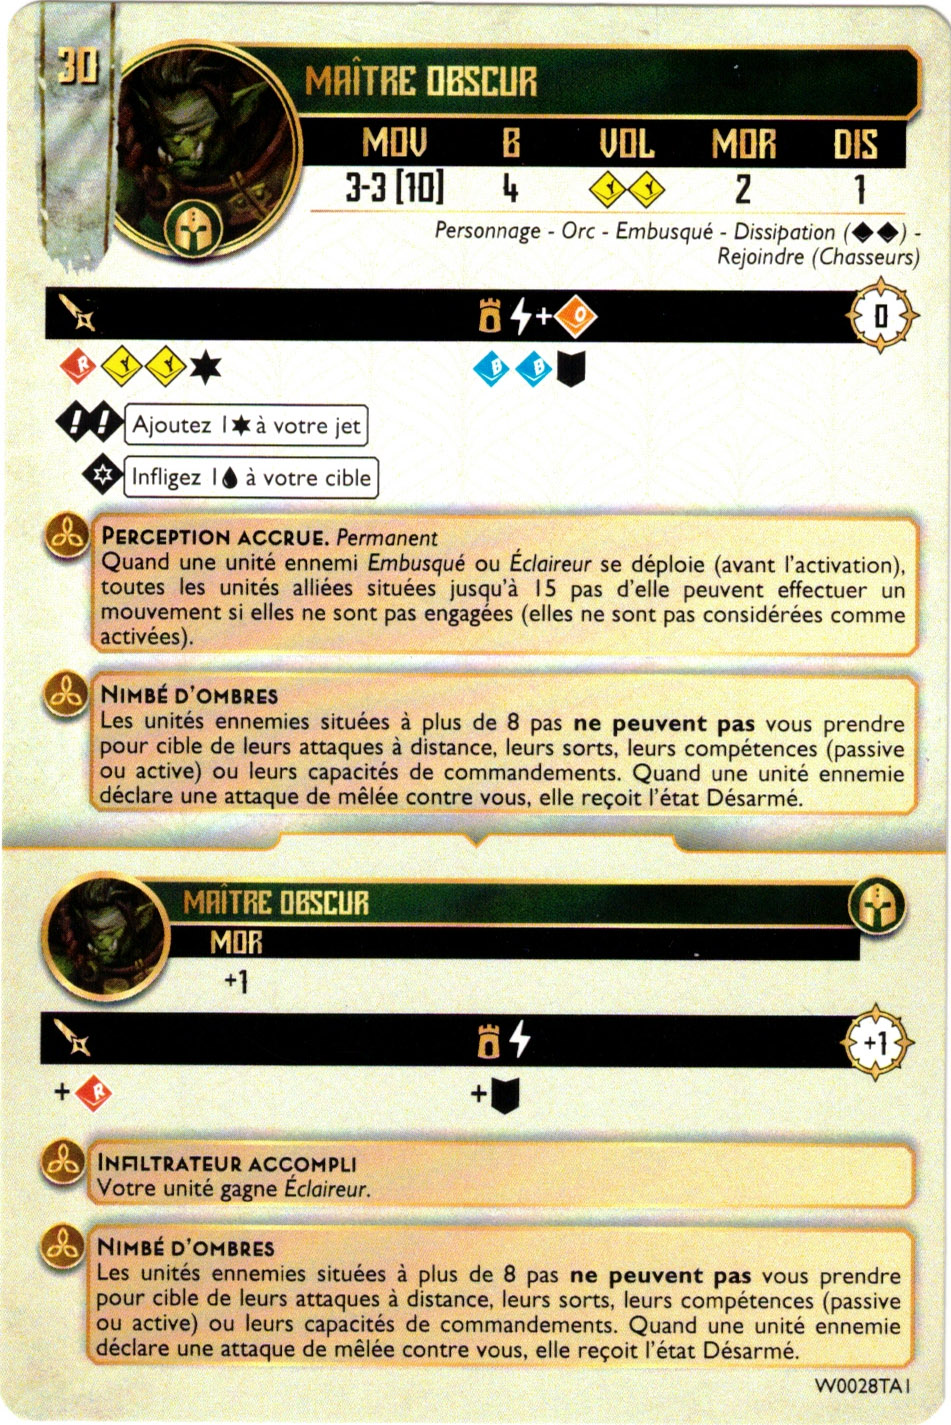 30
MAÎTRE OBSCUR
MOV B VOL MOR DIS
3-3 [10] 4 Y Y 2 1
Personnage - Orc - Embusqué - Dissipation (◆◆) -
Rejoindre (Chasseurs)
+ O 0
R Y Y B B
! ! Ajoutez 1 à votre jet
Infligez 1 à votre cible
PERCEPTION ACCRUE. Permanent
Quand une unité ennemi Embusqué ou Éclaireur se déploie (avant l'activation),
toutes les unités alliées situées jusqu'à 15 pas d'elle peuvent effectuer un
mouvement si elles ne sont pas engagées (elles ne sont pas considérées comme
activées).
NIMBÉ D'OMBRES
Les unités ennemies situées à plus de 8 pas ne peuvent pas vous prendre
pour cible de leurs attaques à distance, leurs sorts, leurs compétences (passive
ou active) ou leurs capacités de commandements. Quand une unité ennemie
déclare une attaque de mêlée contre vous, elle reçoit l'état Désarmé.
MAÎTRE OBSCUR
MOR
+1
+1
+ R +
INFILTRATEUR ACCOMPLI
Votre unité gagne Éclaireur.
NIMBÉ D'OMBRES
Les unités ennemies situées à plus de 8 pas ne peuvent pas vous prendre
pour cible de leurs attaques à distance, leurs sorts, leurs compétences (passive
ou active) ou leurs capacités de commandements. Quand une unité ennemie
déclare une attaque de mêlée contre vous, elle reçoit l'état Désarmé.
W0028TA1